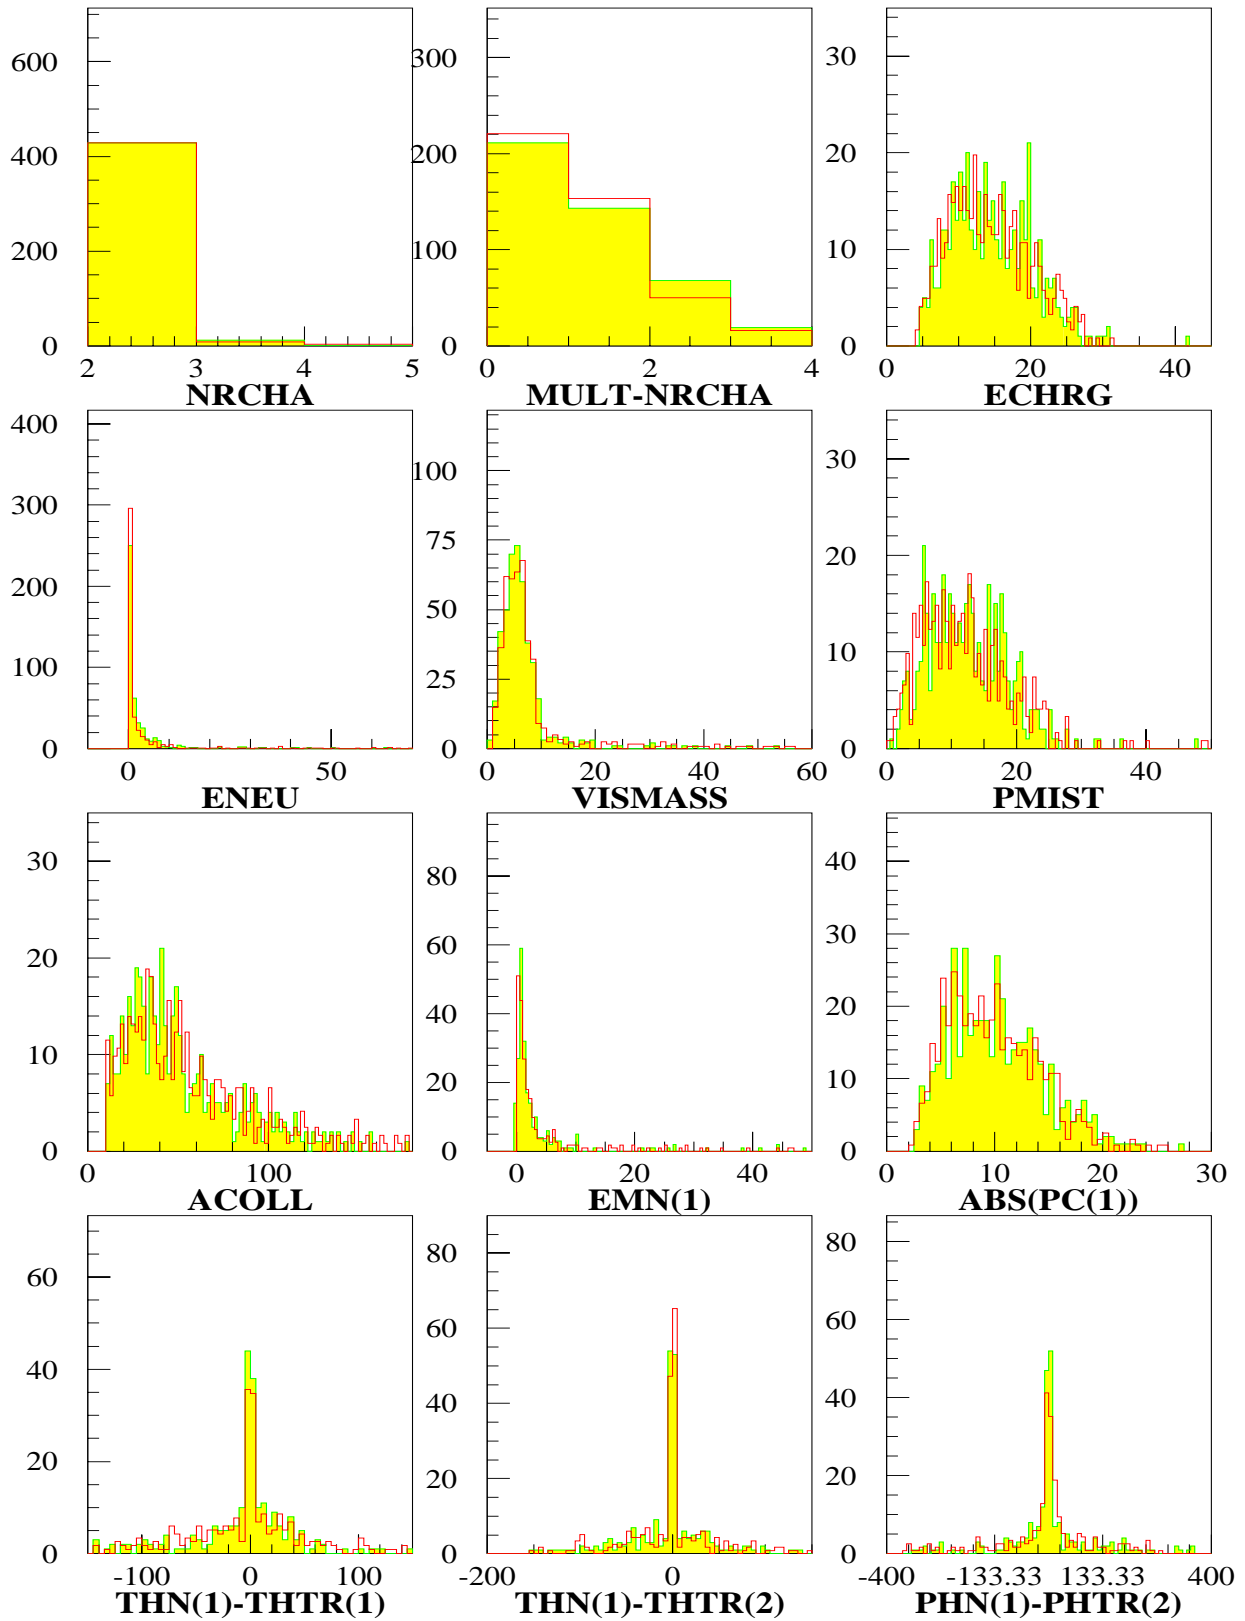 600
400
200
0
2 3 4 5
NRCHA
300
200
100
0
0 2 4
MULT-NRCHA
30
20
10
0
0 20 40
ECHRG
400
300
200
100
0
0 50
ENEU
100
75
50
25
0
0 20 40 60
VISMASS
30
20
10
0
0 20 40
PMIST
30
20
10
0
0 100
ACOLL
80
60
40
20
0
0 20 40
EMN(1)
40
30
20
10
0
0 10 20 30
ABS(PC(1))
60
40
20
0
-100 0 100
THN(1)-THTR(1)
80
60
40
20
0
-200 0
THN(1)-THTR(2)
80
60
40
20
0
-400 -133.33 133.33 400
PHN(1)-PHTR(2)